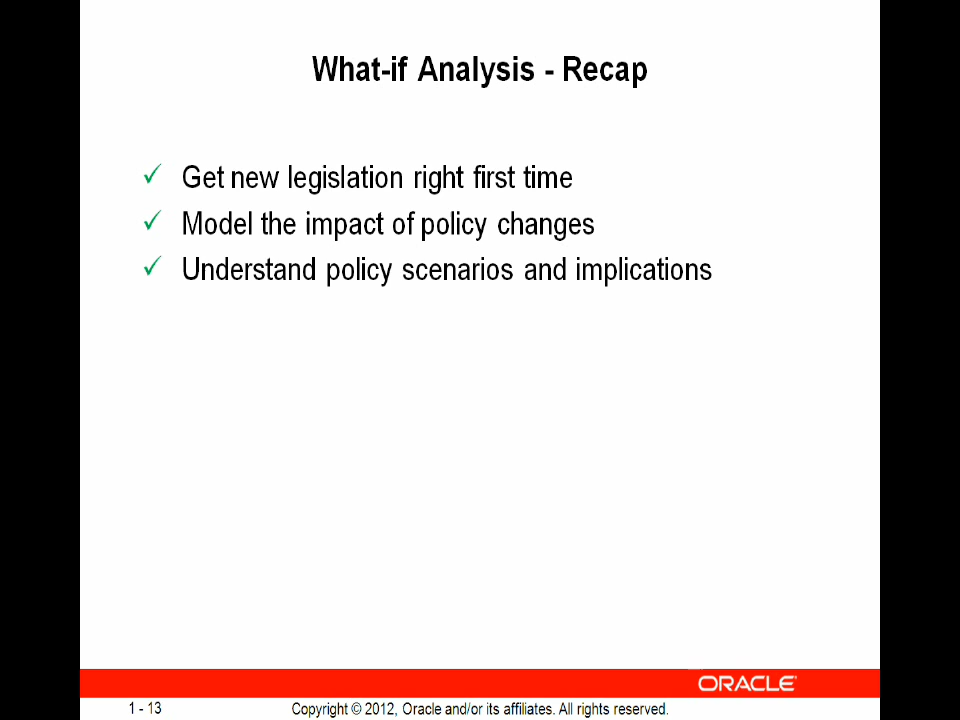 What-if Analysis - Recap
✓ Get new legislation right first time
✓ Model the impact of policy changes
✓ Understand policy scenarios and implications
ORACLE
1 - 13
Copyright © 2012, Oracle and/or its affiliates. All rights reserved.